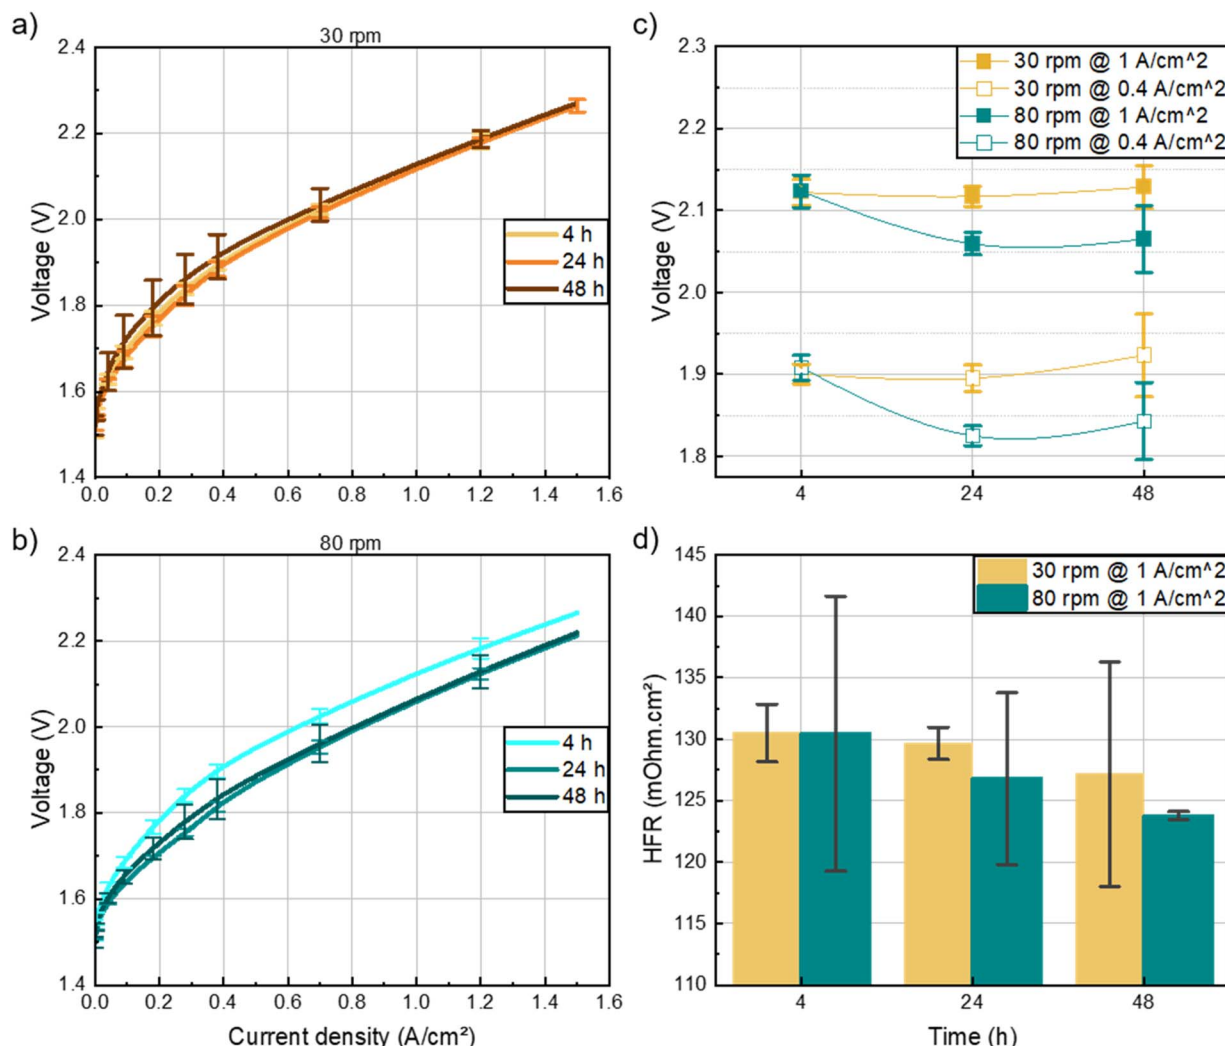 a)
30 rpm
2.4
2.2
2.0
1.8
1.6
1.4
Voltage (V)
4 h
24 h
48 h
0.0 0.2 0.4 0.6 0.8 1.0 1.2 1.4 1.6
b)
80 rpm
2.4
2.2
2.0
1.8
1.6
1.4
Voltage (V)
4 h
24 h
48 h
0.0 0.2 0.4 0.6 0.8 1.0 1.2 1.4 1.6
Current density (A/cm²)
c)
2.3
2.2
2.1
2.0
1.9
1.8
Voltage (V)
30 rpm @ 1 A/cm^2
30 rpm @ 0.4 A/cm^2
80 rpm @ 1 A/cm^2
80 rpm @ 0.4 A/cm^2
4 24 48
d)
145
140
135
130
125
120
115
110
HFR (mOhm.cm²)
30 rpm @ 1 A/cm^2
80 rpm @ 1 A/cm^2
4 24 48
Time (h)